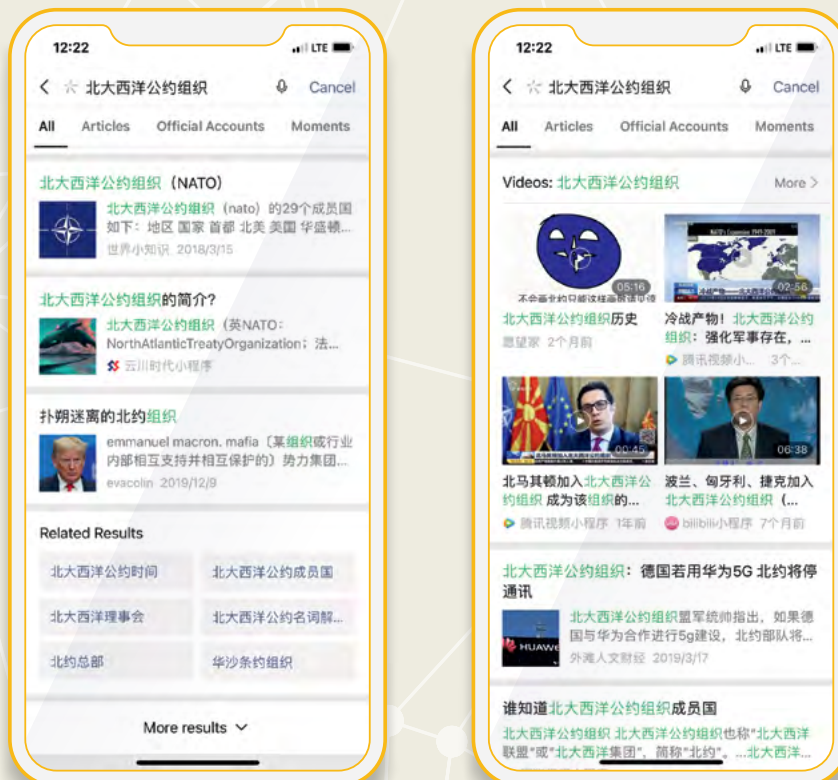 12:22
LTE
北大西洋公约组织
Cancel
All Articles Official Accounts Moments
北大西洋公约组织（NATO）
北大西洋公约组织（nato）的29个成员国
如下：地区 国家 首都 北美 美国 华盛顿...
世界小知识 2018/3/15
北大西洋公约组织的简介?
北大西洋公约组织（英NATO：
NorthAtlanticTreatyOrganization；法...
云川时代小程序
扑朔迷离的北约组织
emmanuel macron. mafia〔某组织或行业
内部相互支持并相互保护的〕势力集团...
evacolin 2019/12/9
Related Results
北大西洋公约时间 北大西洋公约成员国
北大西洋理事会 北大西洋公约名词解...
北约总部 华沙条约组织
More results
12:22
LTE
北大西洋公约组织
Cancel
All Articles Official Accounts Moments
Videos: 北大西洋公约组织 More
05:16
02:56
北大西洋公约组织历史
愿望家 2个月前
冷战产物！北大西洋公约
组织：强化军事存在，...
腾讯视频小... 3个...
00:45
06:38
北马其顿加入北大西洋公
约组织 成为该组织的...
腾讯视频小程序 1年前
波兰、匈牙利、捷克加入
北大西洋公约组织（...
bilibili小程序 7个月前
北大西洋公约组织：德国若用华为5G 北约将停
通讯
HUAWE
北大西洋公约组织盟军统帅指出，如果德
国与华为合作进行5g建设，北约部队将...
外滩人文财经 2019/3/17
谁知道北大西洋公约组织成员国
北大西洋公约组织 北大西洋公约组织也称"北大西洋
联盟"或"北大西洋集团"，简称"北约"。...北大西洋...